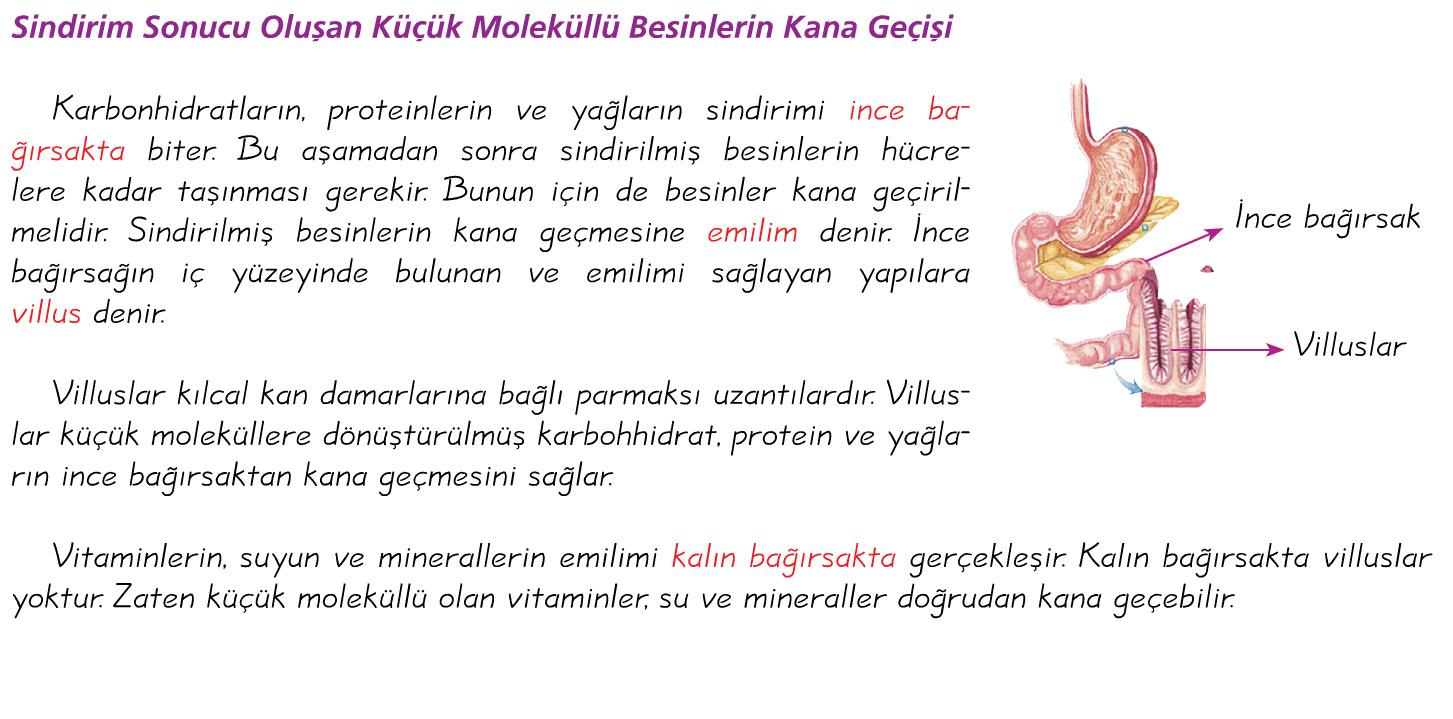 Sindirim Sonucu Oluşan Küçük Moleküllü Besinlerin Kana Geçişi
Karbonhidratların, proteinlerin ve yağların sindirimi ince ba-
ğırsakta biter. Bu aşamadan sonra sindirilmiş besinlerin hücre-
lere kadar taşınması gerekir. Bunun için de besinler kana geçiril-
melidir. Sindirilmiş besinlerin kana geçmesine emilim denir. İnce
bağırsağın iç yüzeyinde bulunan ve emilimi sağlayan yapılara
villus denir.
Villuslar kılcal kan damarlarına bağlı parmaksı uzantılardır. Villus-
lar küçük moleküllere dönüştürülmüş karbohhidrat, protein ve yağla-
rın ince bağırsaktan kana geçmesini sağlar.
Vitaminlerin, suyun ve minerallerin emilimi kalın bağırsakta gerçekleşir. Kalın bağırsakta villuslar
yoktur. Zaten küçük moleküllü olan vitaminler, su ve mineraller doğrudan kana geçebilir.
İnce bağırsak
Villuslar